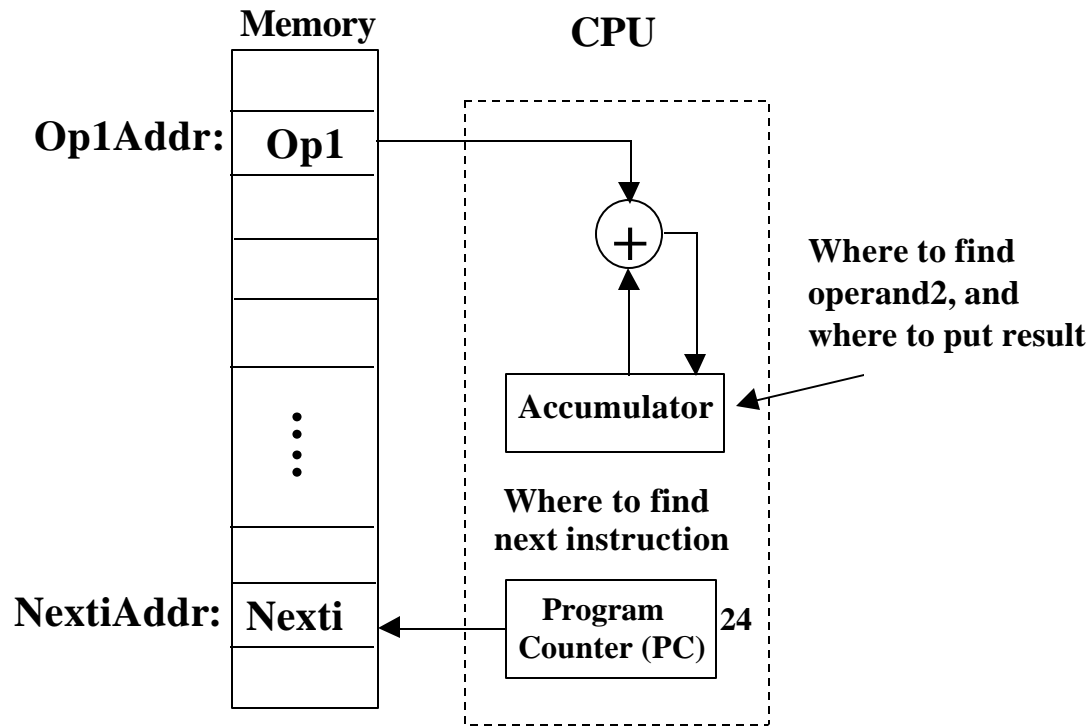 Memory
CPU
Op1Addr:
Op1
+
Where to find
operand2, and
where to put result
Accumulator
Where to find
next instruction
NextiAddr:
Nexti
Program
Counter (PC)
24